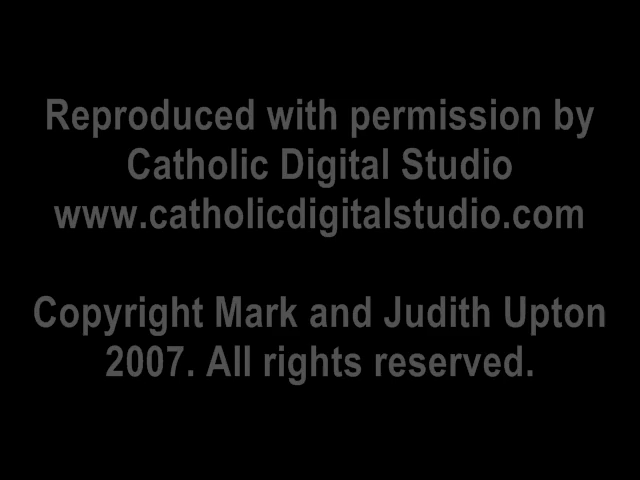 Reproduced with permission by
Catholic Digital Studio
www.catholicdigitalstudio.com
Copyright Mark and Judith Upton
2007. All rights reserved.